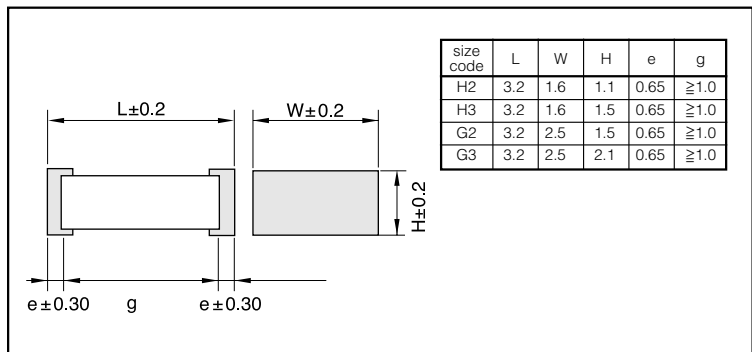 size code L W H e g
H2 3.2 1.6 1.1 0.65 ≧1.0
H3 3.2 1.6 1.5 0.65 ≧1.0
G2 3.2 2.5 1.5 0.65 ≧1.0
G3 3.2 2.5 2.1 0.65 ≧1.0
L±0.2
W±0.2
H±0.2
e±0.30
g
e±0.30